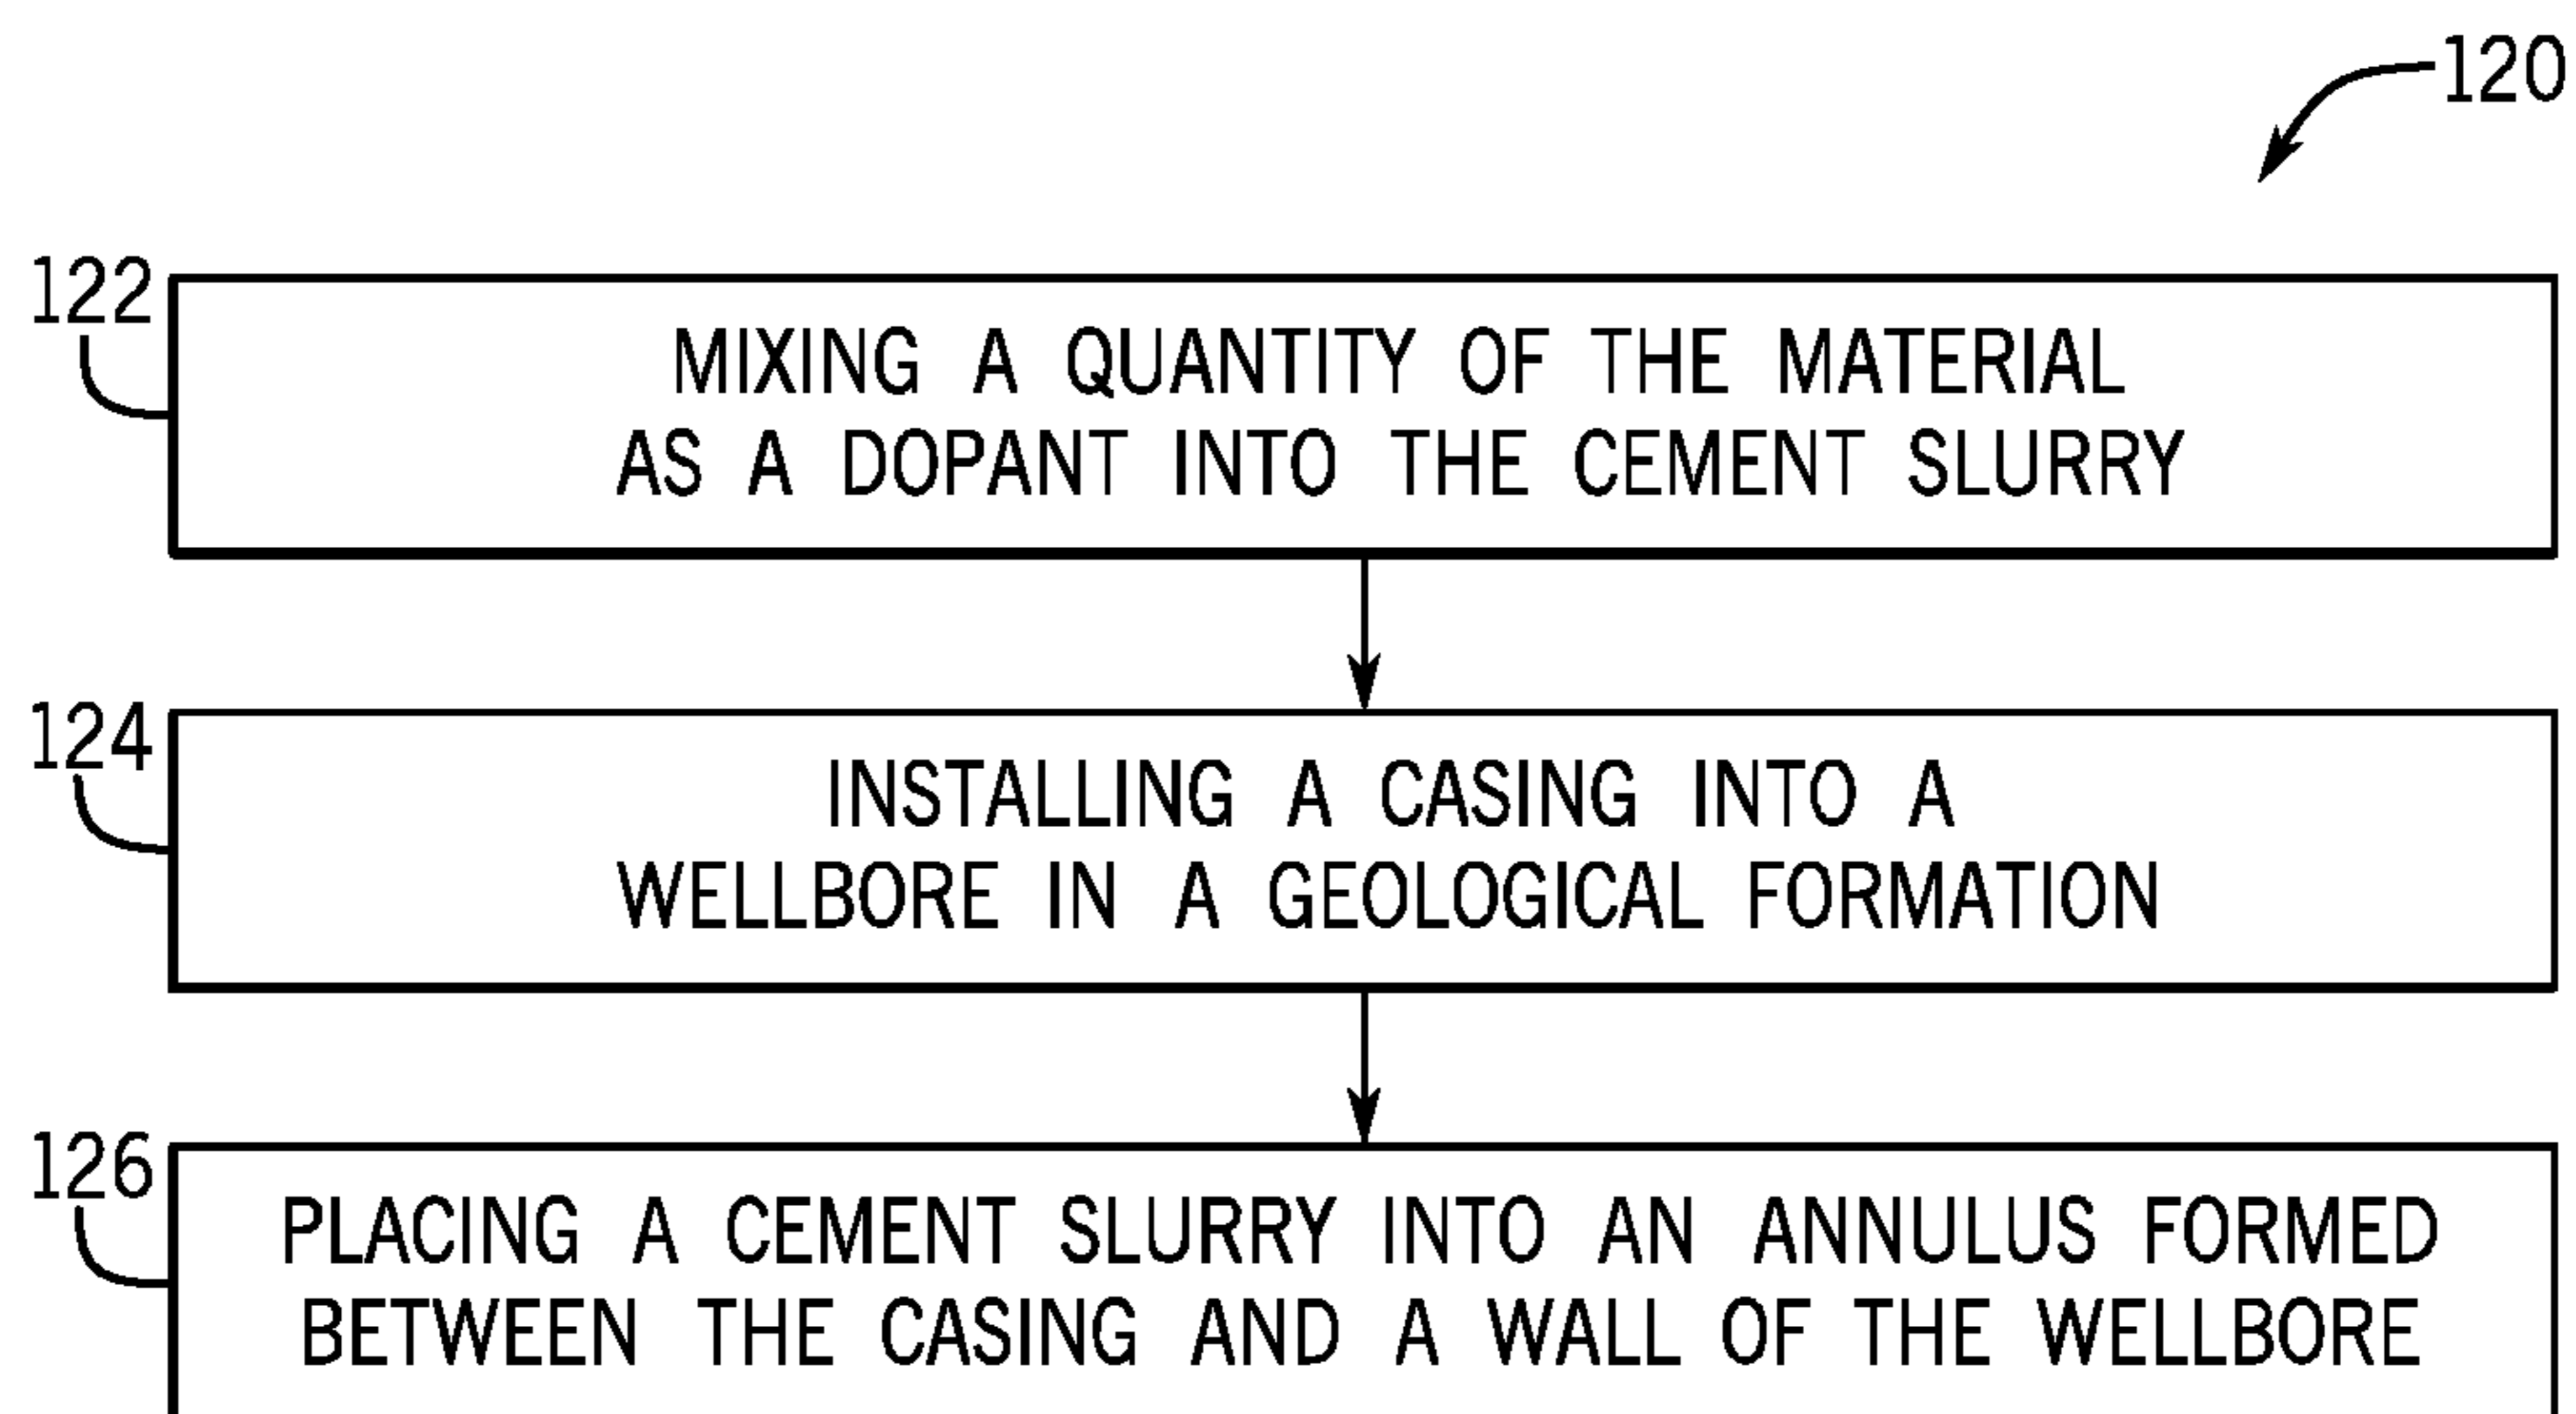 120
122
MIXING A QUANTITY OF THE MATERIAL
AS A DOPANT INTO THE CEMENT SLURRY
124
INSTALLING A CASING INTO A
WELLBORE IN A GEOLOGICAL FORMATION
126
PLACING A CEMENT SLURRY INTO AN ANNULUS FORMED
BETWEEN THE CASING AND A WALL OF THE WELLBORE